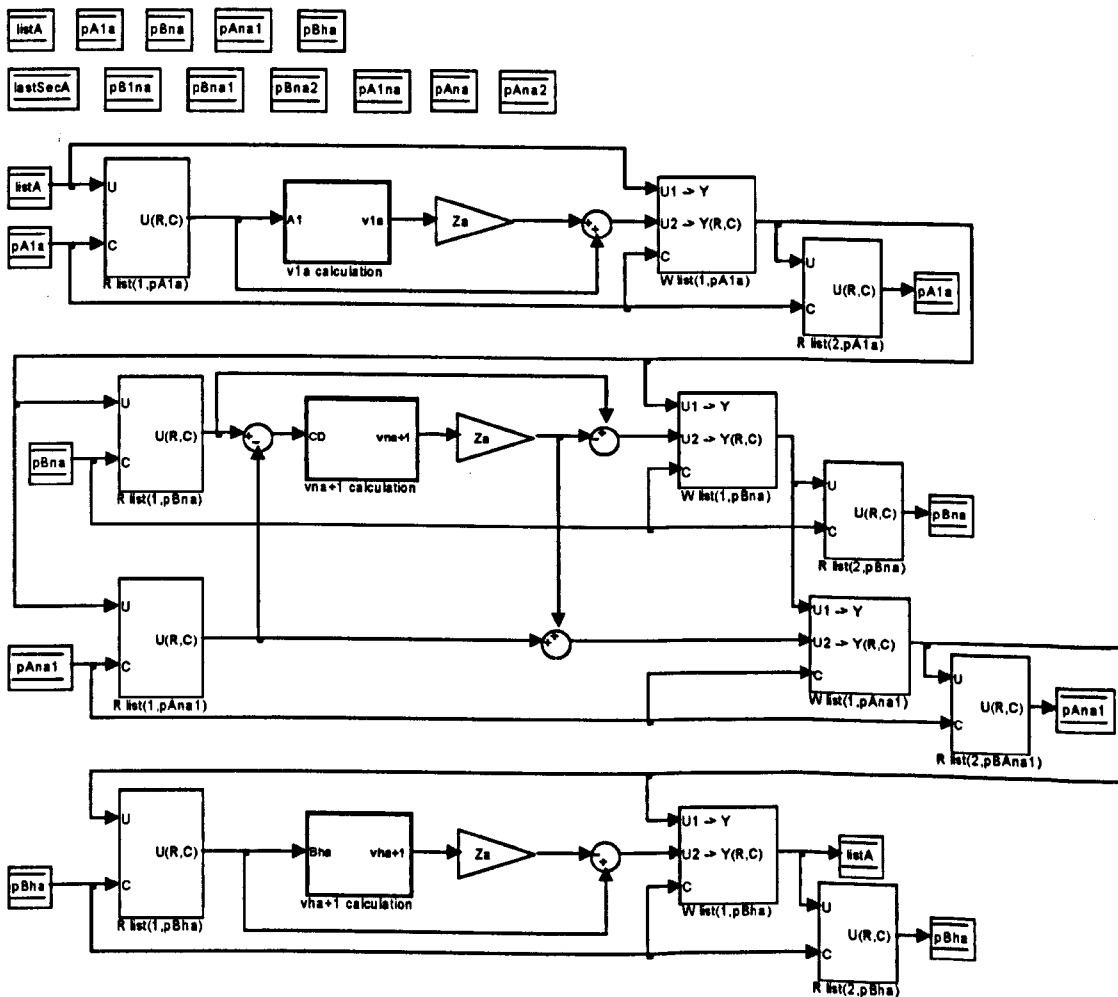 listA pA1a pBna pAna1 pBha
lastSecA pB1na pBna1 pBna2 pA1na pAna pAna2
listA
U
U(R,C)
pA1a
C
R list(1,pA1a)
A1 v1a
v1a calculation
Za
+ +
U1 -> Y
U2 -> Y(R,C)
C
W list(1,pA1a)
U
U(R,C)
C
R list(2,pA1a)
pA1a
U
U(R,C)
pBna
C
R list(1,pBna)
+ -
CD vna+1
vna+1 calculation
Za
- +
U1 -> Y
U2 -> Y(R,C)
C
W list(1,pBna)
U
U(R,C)
C
R list(2,pBna)
pBna
U
U(R,C)
pAna1
C
R list(1,pAna1)
+ +
U1 -> Y
U2 -> Y(R,C)
C
W list(1,pAna1)
U
U(R,C)
C
R list(2,pBAna1)
pAna1
U
U(R,C)
pBha
C
R list(1,pBha)
Bha vha+1
vha+1 calculation
Za
- +
U1 -> Y
U2 -> Y(R,C)
C
W list(1,pBha)
listA
U
U(R,C)
C
R list(2,pBha)
pBha